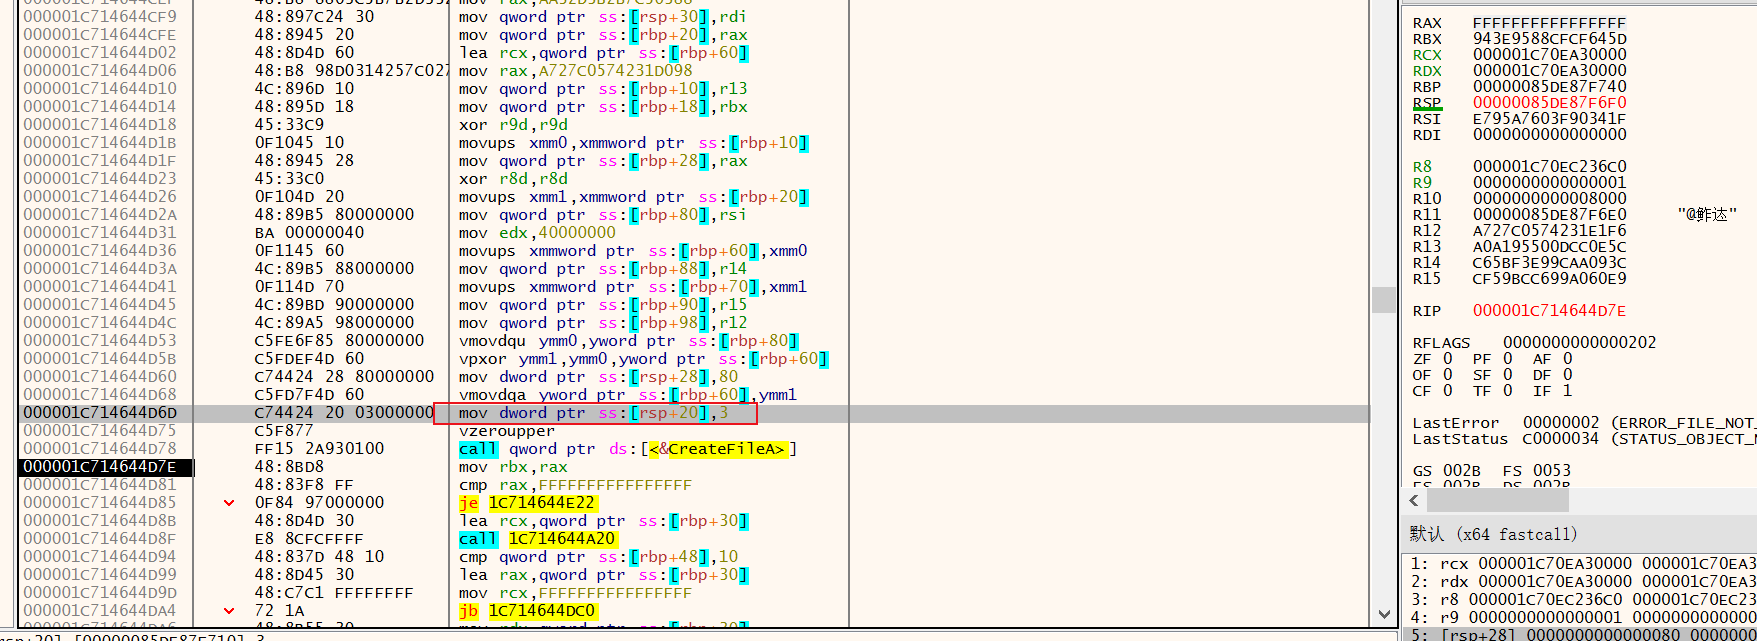 000001C714644CF9 48:897C24 30 mov qword ptr ss:[rsp+30],rdi
000001C714644CFE 48:8945 20 mov qword ptr ss:[rbp+20],rax
000001C714644D02 48:8D4D 60 lea rcx,qword ptr ss:[rbp+60]
000001C714644D06 48:B8 98D0314257C027 mov rax,A727C0574231D098
000001C714644D10 4C:896D 10 mov qword ptr ss:[rbp+10],r13
000001C714644D14 48:895D 18 mov qword ptr ss:[rbp+18],rbx
000001C714644D18 45:33C9 xor r9d,r9d
000001C714644D1B 0F1045 10 movups xmm0,xmmword ptr ss:[rbp+10]
000001C714644D1F 48:8945 28 mov qword ptr ss:[rbp+28],rax
000001C714644D23 45:33C0 xor r8d,r8d
000001C714644D26 0F104D 20 movups xmm1,xmmword ptr ss:[rbp+20]
000001C714644D2A 48:89B5 80000000 mov qword ptr ss:[rbp+80],rsi
000001C714644D31 BA 00000040 mov edx,40000000
000001C714644D36 0F1145 60 movups xmmword ptr ss:[rbp+60],xmm0
000001C714644D3A 4C:89B5 88000000 mov qword ptr ss:[rbp+88],r14
000001C714644D41 0F114D 70 movups xmmword ptr ss:[rbp+70],xmm1
000001C714644D45 4C:89BD 90000000 mov qword ptr ss:[rbp+90],r15
000001C714644D4C 4C:89A5 98000000 mov qword ptr ss:[rbp+98],r12
000001C714644D53 C5FE6F85 80000000 vmovdqu ymm0,yword ptr ss:[rbp+80]
000001C714644D5B C5FDEF4D 60 vpxor ymm1,ymm0,yword ptr ss:[rbp+60]
000001C714644D60 C74424 28 80000000 mov dword ptr ss:[rsp+28],80
000001C714644D68 C5FD7F4D 60 vmovdqa yword ptr ss:[rbp+60],ymm1
000001C714644D6D C74424 20 03000000 mov dword ptr ss:[rsp+20],3
000001C714644D75 C5F877 vzeroupper
000001C714644D78 FF15 2A930100 call qword ptr ds:[<&CreateFileA>]
000001C714644D7E 48:8BD8 mov rbx,rax
000001C714644D81 48:83F8 FF cmp rax,FFFFFFFFFFFFFFFF
000001C714644D85 0F84 97000000 je 1C714644E22
000001C714644D8B 48:8D4D 30 lea rcx,qword ptr ss:[rbp+30]
000001C714644D8F E8 8CFCFFFF call 1C714644A20
000001C714644D94 48:837D 48 10 cmp qword ptr ss:[rbp+48],10
000001C714644D99 48:8D45 30 lea rax,qword ptr ss:[rbp+30]
000001C714644D9D 48:C7C1 FFFFFFFF mov rcx,FFFFFFFFFFFFFFFF
000001C714644DA4 72 1A jb 1C714644DC0
RAX FFFFFFFFFFFFFFFF
RBX 943E9588CFCF645D
RCX 000001C70EA30000
RDX 000001C70EA30000
RBP 00000085DE87F740
RSP 00000085DE87F6F0
RSI E795A7603F90341F
RDI 0000000000000000
R8 000001C70EC236C0
R9 0000000000000001
R10 0000000000008000
R11 00000085DE87F6E0 "@鲊迏"
R12 A727C0574231E1F6
R13 A0A195500DCC0E5C
R14 C65BF3E99CAA093C
R15 CF59BCC699A060E9
RIP 000001C714644D7E
RFLAGS 0000000000000202
ZF 0 PF 0 AF 0
OF 0 SF 0 DF 0
CF 0 TF 0 IF 1
LastError 00000002 (ERROR_FILE_NOT_
LastStatus C0000034 (STATUS_OBJECT_N
GS 002B FS 0053
默认 (x64 fastcall)
1: rcx 000001C70EA30000 000001C70EA3
2: rdx 000001C70EA30000 000001C70EA3
3: r8 000001C70EC236C0 000001C70EC23
4: r9 0000000000000001 0000000000000
5: [rsp+28] 0000000000000080 0000000